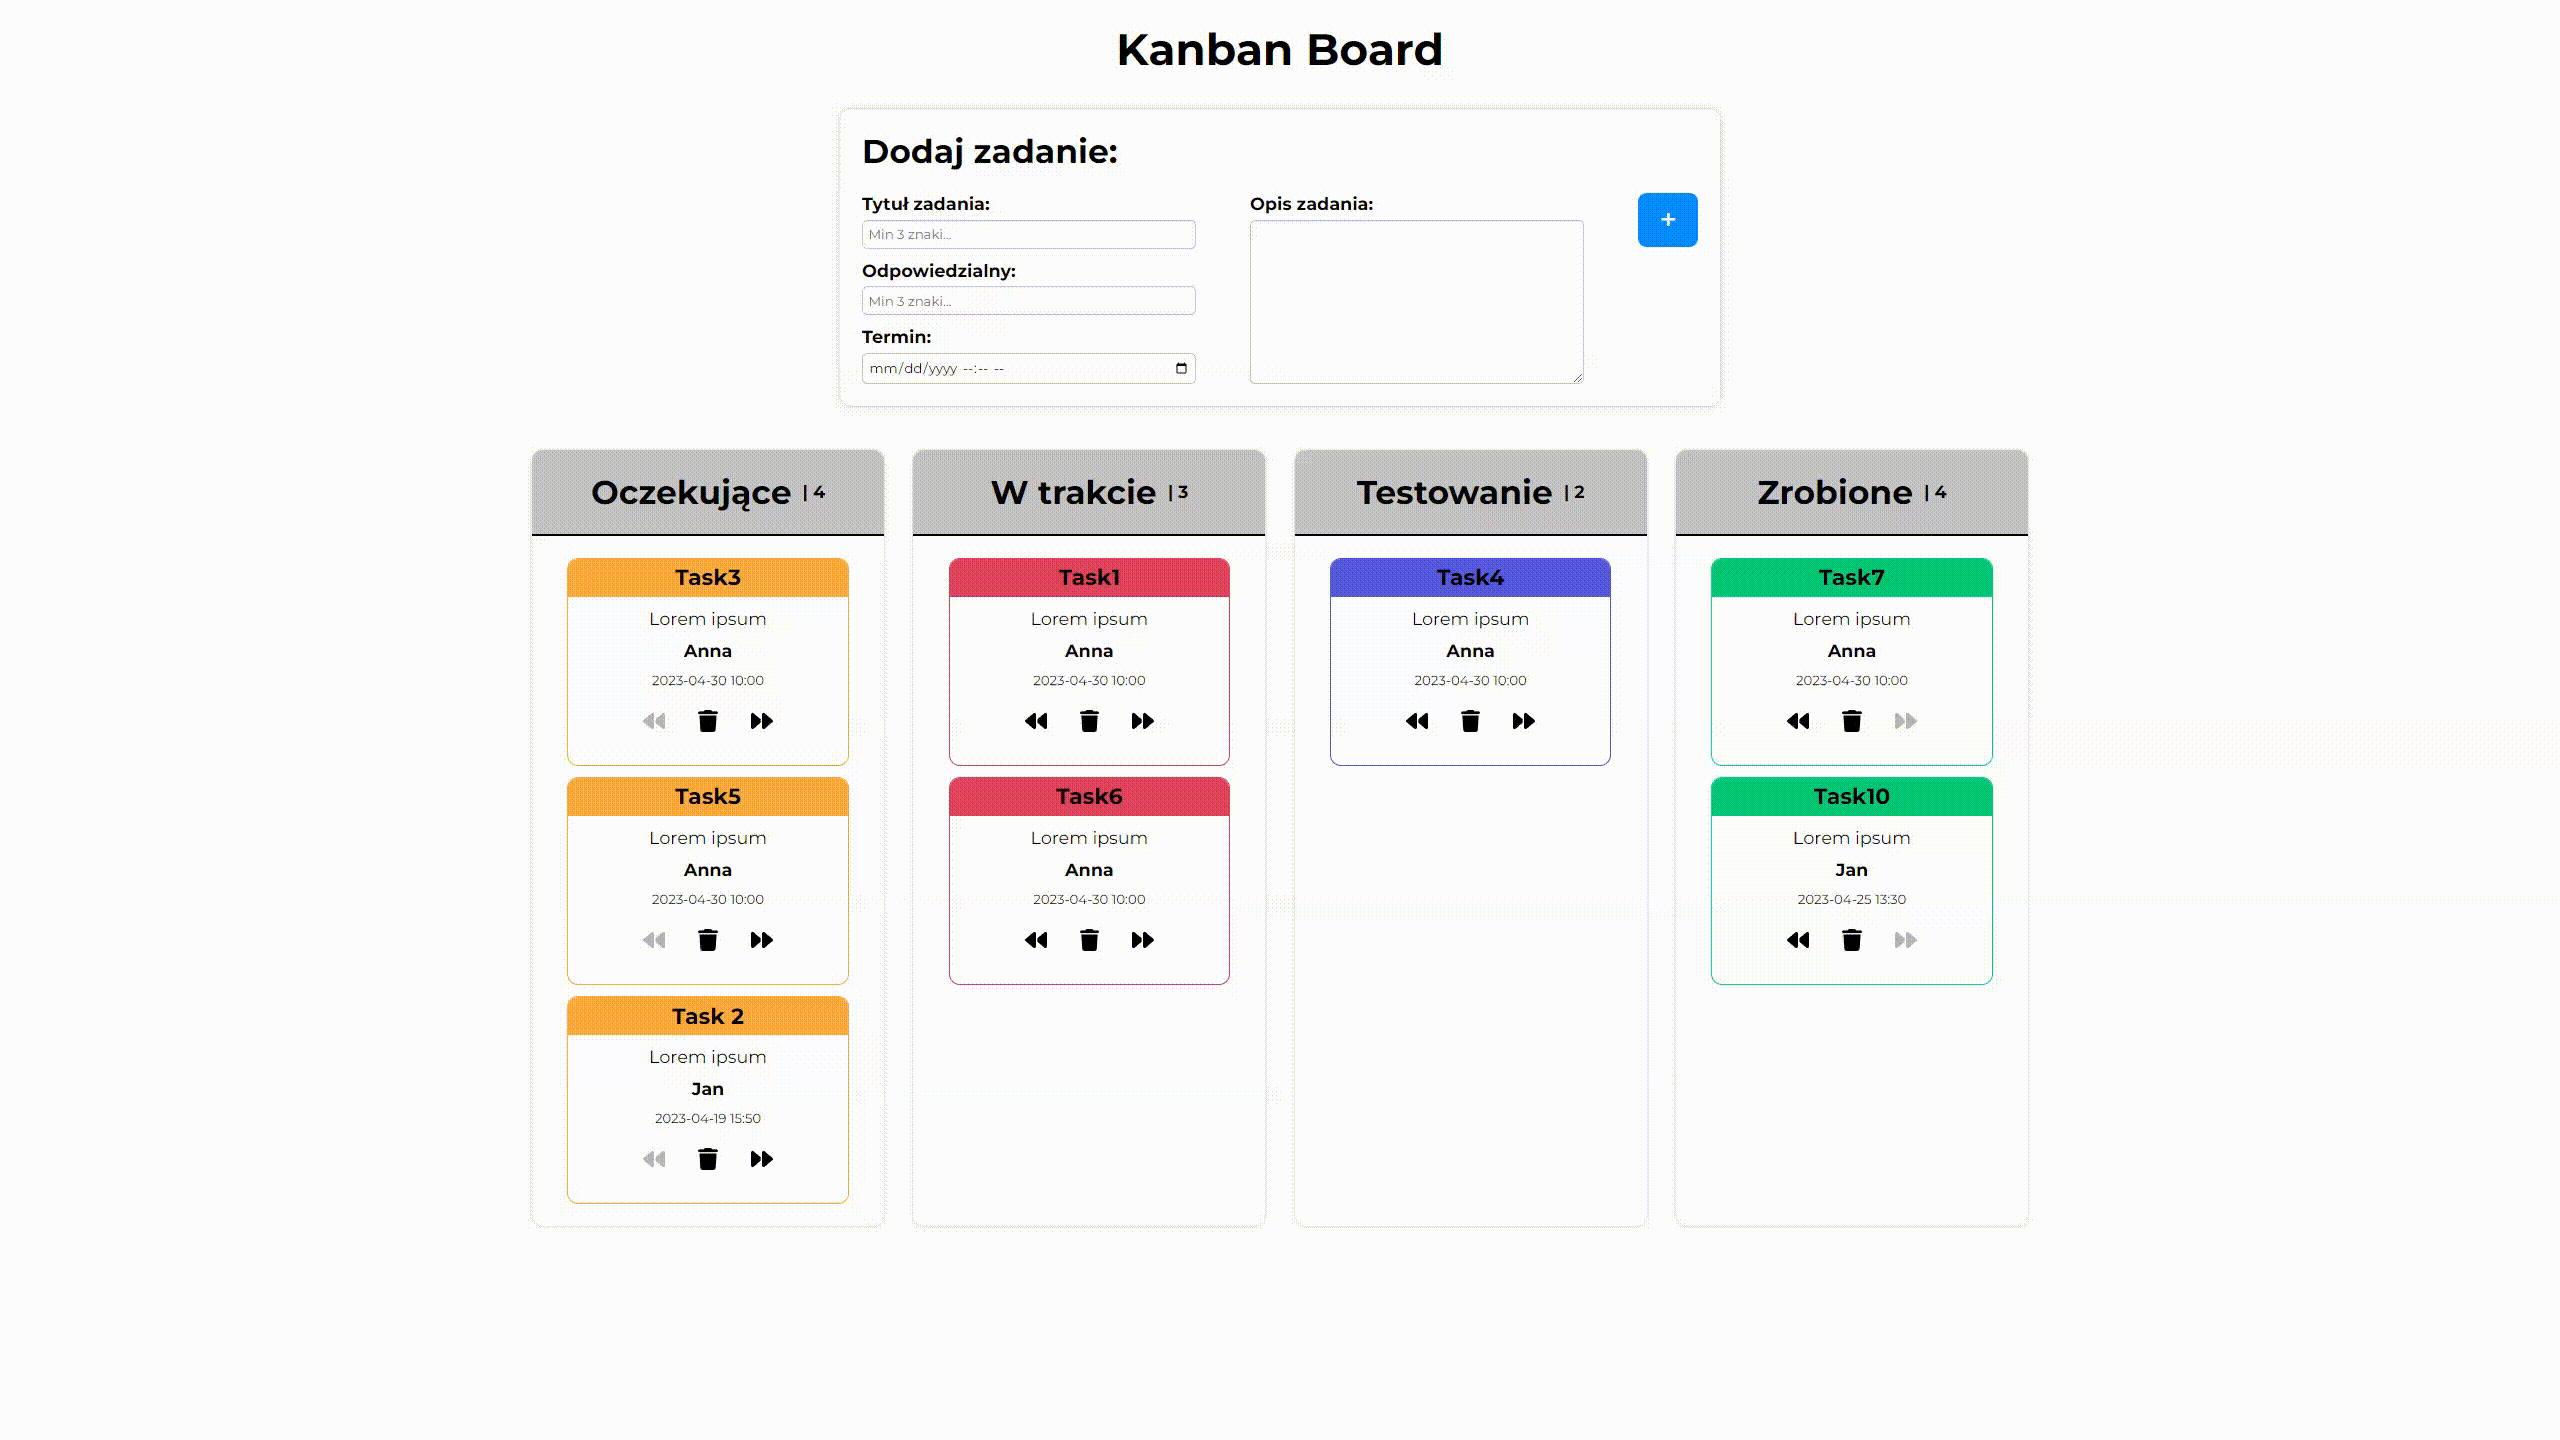 Kanban Board
Dodaj zadanie:
Tytuł zadania:
Min 3 znaki...
Odpowiedzialny:
Min 3 znaki...
Termin:
mm/dd/yyyy --:-- --
Opis zadania:
+
Oczekujące | 4
Task3
Lorem ipsum
Anna
2023-04-30 10:00
Task5
Lorem ipsum
Anna
2023-04-30 10:00
Task 2
Lorem ipsum
Jan
2023-04-19 15:50
W trakcie | 3
Task1
Lorem ipsum
Anna
2023-04-30 10:00
Task6
Lorem ipsum
Anna
2023-04-30 10:00
Testowanie | 2
Task4
Lorem ipsum
Anna
2023-04-30 10:00
Zrobione | 4
Task7
Lorem ipsum
Anna
2023-04-30 10:00
Task10
Lorem ipsum
Jan
2023-04-25 13:30